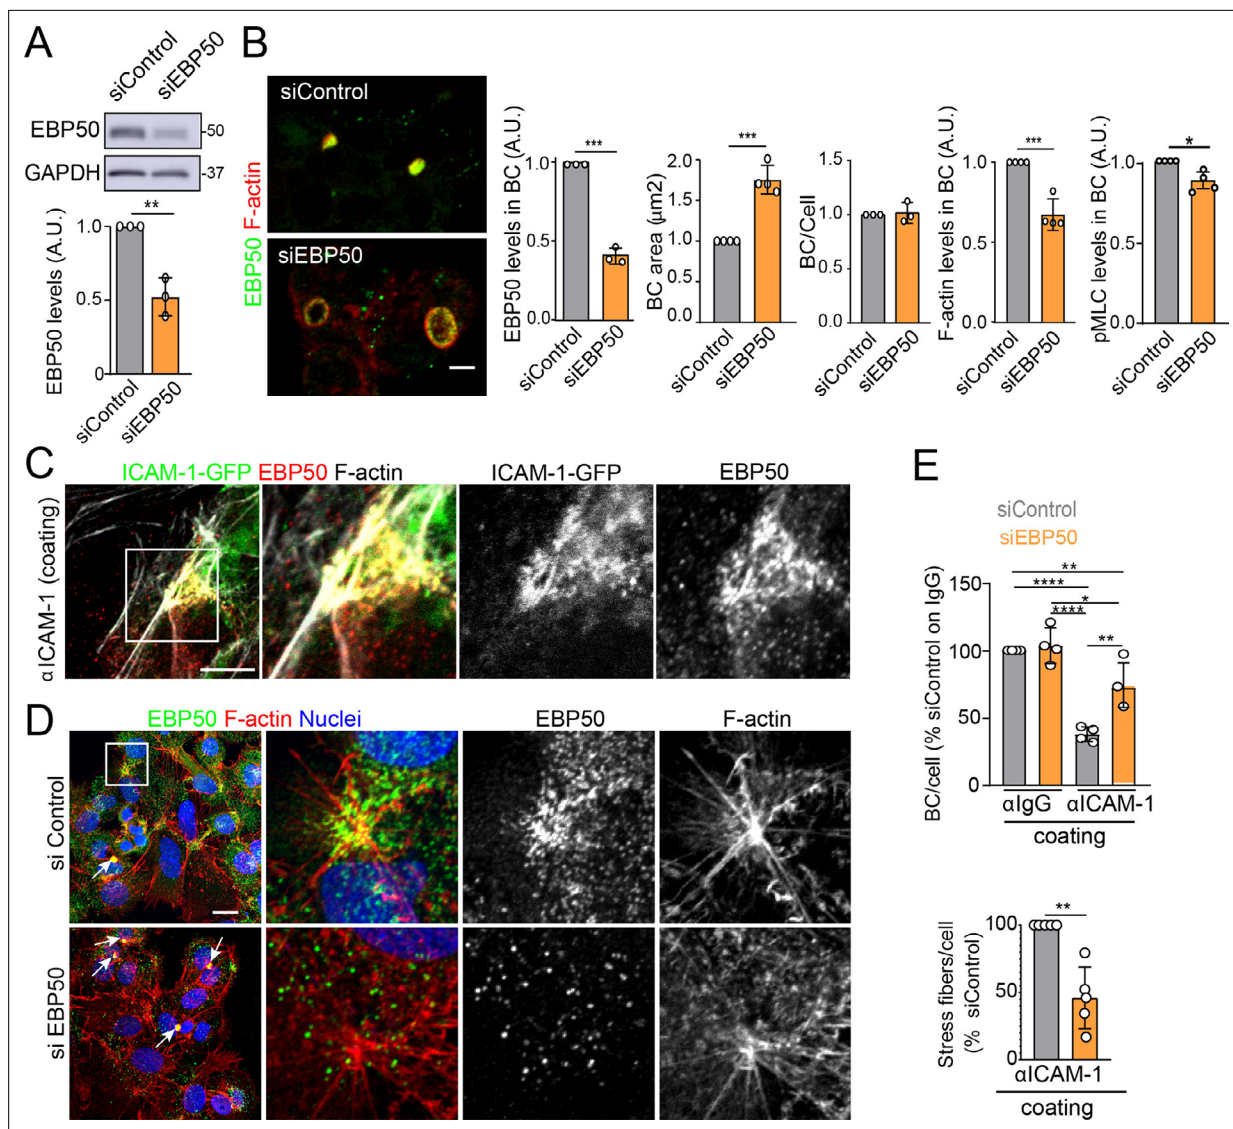 A
siControl
siEBP50
EBP50
-50
GAPDH
-37
**
EBP50 levels (A.U.)
1
0.5
0
siControl
siEBP50
B
siControl
siEBP50
EBP50 F-actin
***
EBP50 levels in BC (A.U.)
1
0.5
0.0
siControl
siEBP50
***
BC area (μm2)
2.0
1.5
1.0
0.5
0.0
siControl
siEBP50
BC/Cell
1.5
1.0
0.5
0
siControl
siEBP50
***
F-actin levels in BC (A.U.)
1
0.5
0.0
siControl
siEBP50
*
pMLC levels in BC (A.U.)
1
0.5
0.0
siControl
siEBP50
C
ICAM-1-GFP EBP50 F-actin
ICAM-1-GFP
EBP50
αICAM-1 (coating)
D
EBP50 F-actin Nuclei
EBP50
F-actin
si Control
si EBP50
E
siControl
siEBP50
**
****
*
****
**
BC/cell (% siControl on IgG)
150
100
50
0
αIgG
αICAM-1
coating
**
Stress fibers/cell
(% siControl)
100
50
0
αICAM-1
coating